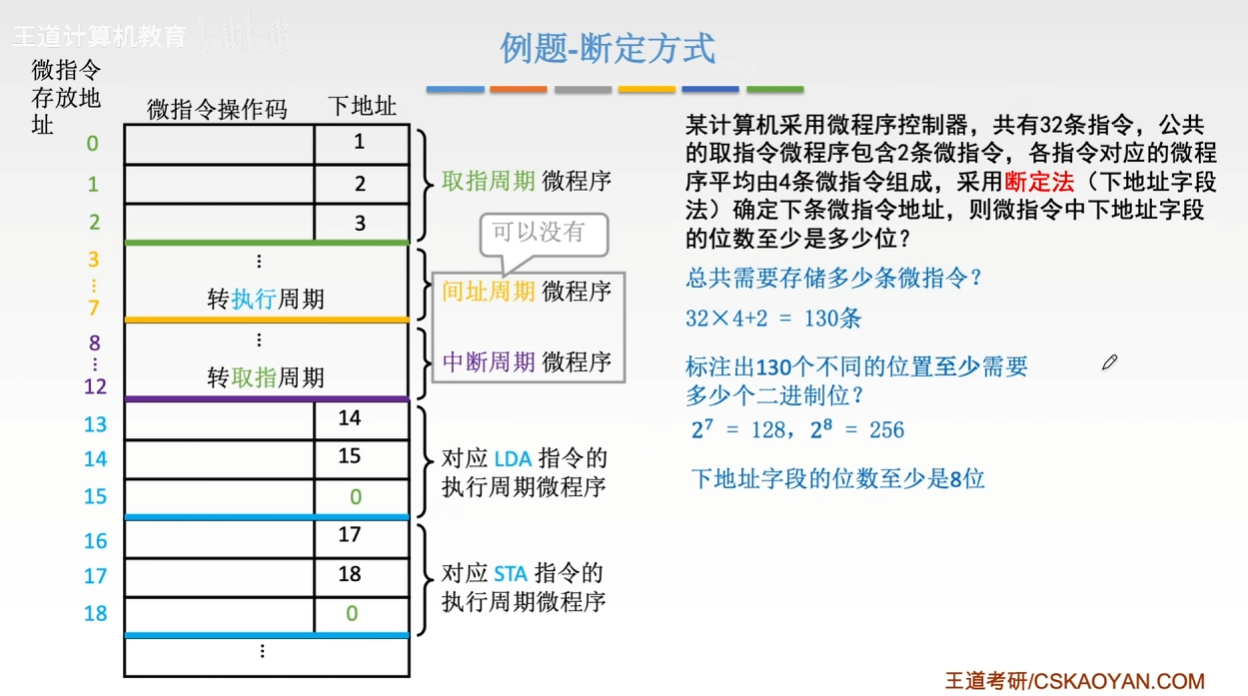 王道计算机教育
例题-断定方式
微指令
存放地
址
微指令操作码 下地址
0 1
1 2
2 3
取指周期 微程序
可以没有
3
⋮
7
⋮
转执行周期
间址周期 微程序
8
⋮
12
⋮
转取指周期
中断周期 微程序
13 14
14 15
15 0
对应 LDA 指令的
执行周期微程序
16 17
17 18
18 0
对应 STA 指令的
执行周期微程序
⋮
某计算机采用微程序控制器，共有32条指令，公共
的取指令微程序包含2条微指令，各指令对应的微程
序平均由4条微指令组成，采用断定法（下地址字段
法）确定下条微指令地址，则微指令中下地址字段
的位数至少是多少位？
总共需要存储多少条微指令？
32×4+2 = 130条
标注出130个不同的位置至少需要
多少个二进制位？
2⁷ = 128，2⁸ = 256
下地址字段的位数至少是8位
王道考研/CSKAOYAN.COM